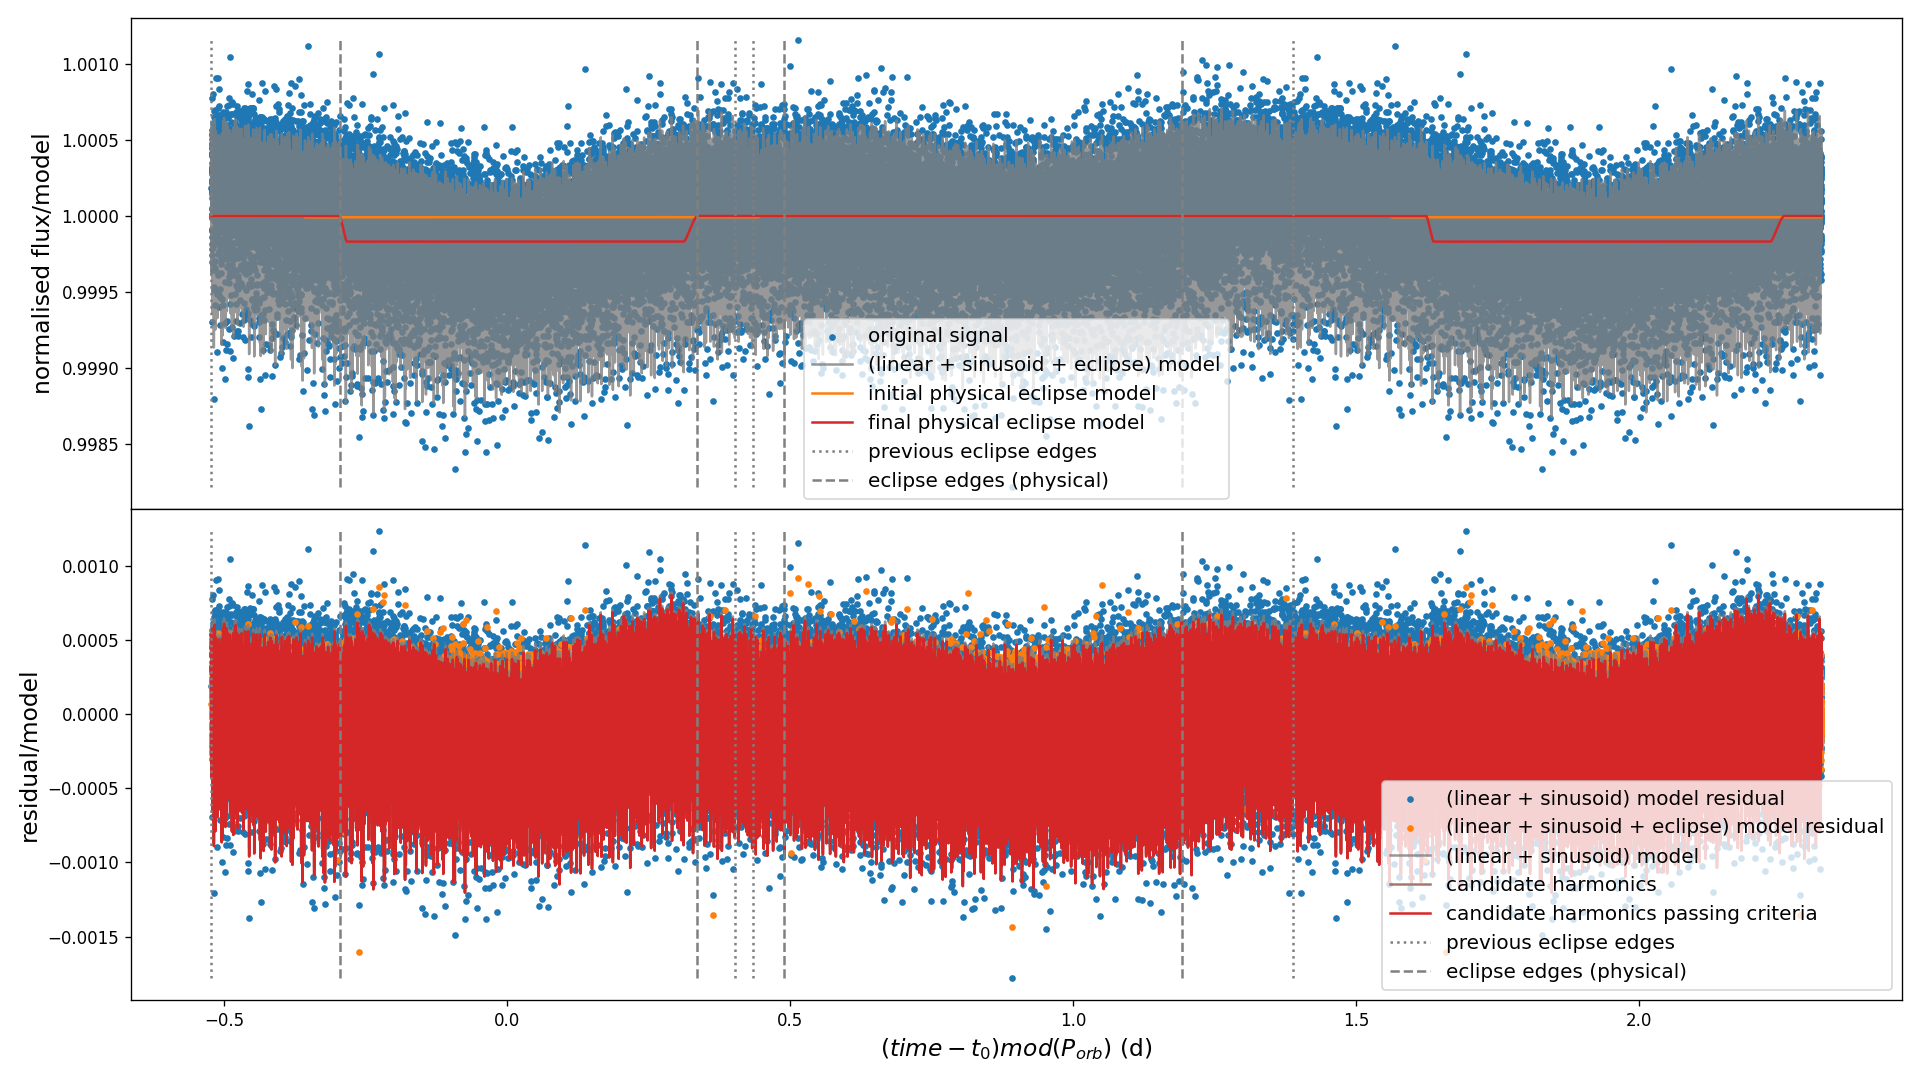 normalised flux/model
1.0010
1.0005
1.0000
0.9995
0.9990
0.9985
original signal
(linear + sinusoid + eclipse) model
initial physical eclipse model
final physical eclipse model
previous eclipse edges
eclipse edges (physical)
residual/model
0.0010
0.0005
0.0000
−0.0005
−0.0010
−0.0015
(linear + sinusoid) model residual
(linear + sinusoid + eclipse) model residual
(linear + sinusoid) model
candidate harmonics
candidate harmonics passing criteria
previous eclipse edges
eclipse edges (physical)
−0.5 0.0 0.5 1.0 1.5 2.0
(time − t₀)mod(Pₒᵣb) (d)